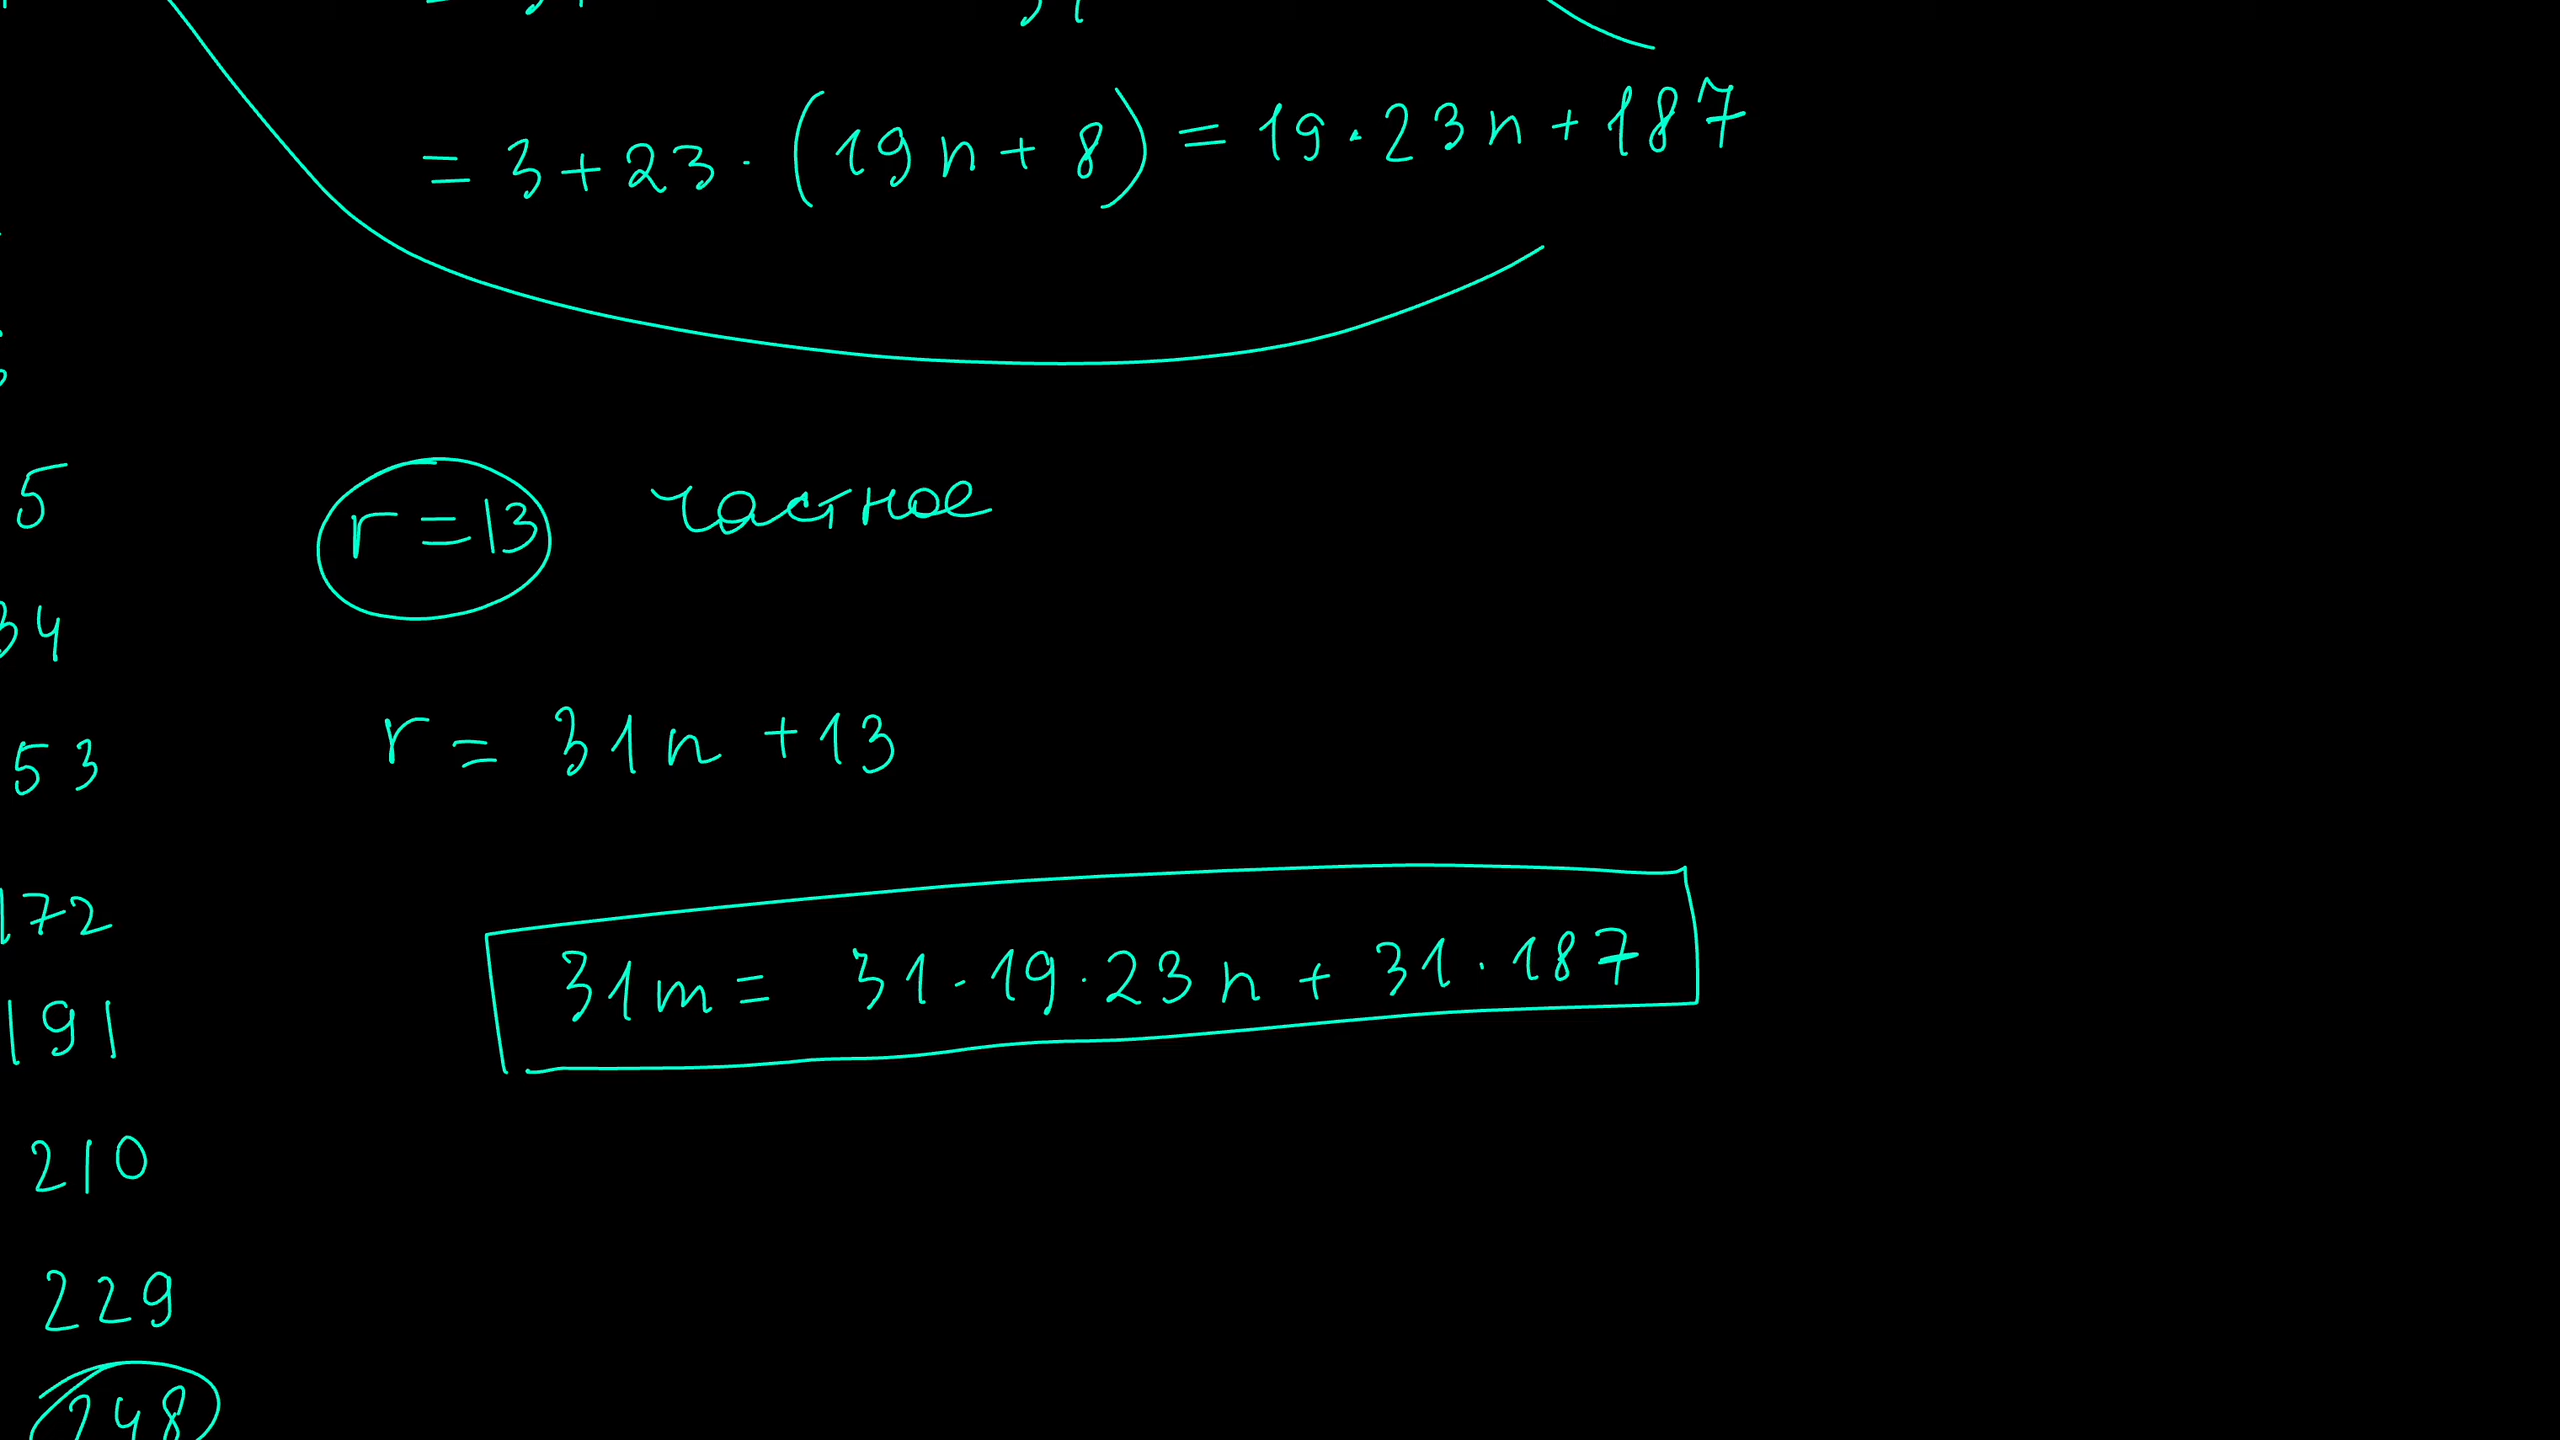 = 3 + 23 · (19n + 8) = 19 · 23n + 187
5
r = 13 частное
34
r = 31n + 13
53
172
31m = 31 · 19 · 23n + 31 · 187
191
210
229
248